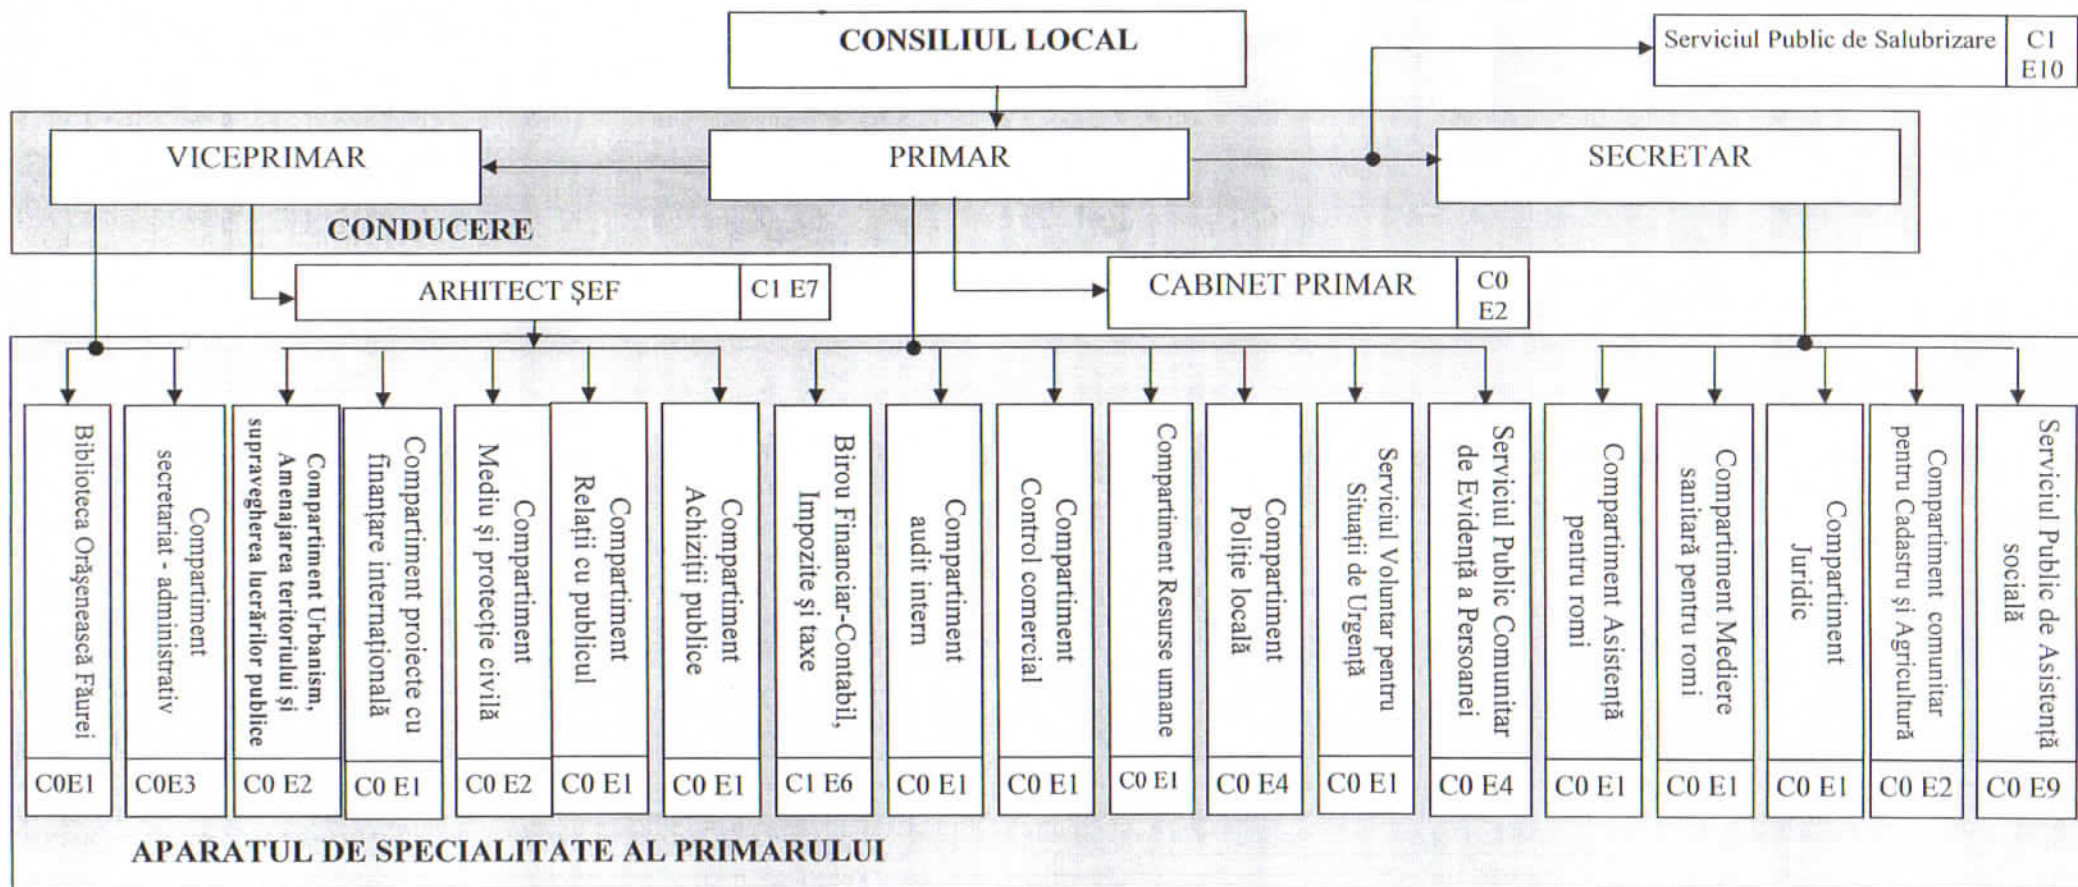 CONSILIUL LOCAL
Serviciul Public de Salubrizare
C1
E10
VICEPRIMAR
PRIMAR
SECRETAR
CONDUCERE
ARHITECT ŞEF
C1 E7
CABINET PRIMAR
C0
E2
Biblioteca Orăşenească Făurei
C0E1
Compartiment
secretariat - administrativ
C0E3
Compartiment Urbanism,
Amenajarea teritoriului şi
supravegherea lucrărilor publice
C0 E2
Compartiment proiecte cu
finanţare internaţională
C0 E1
Compartiment
Mediu şi protecţie civilă
C0 E2
Compartiment
Relaţii cu publicul
C0 E1
Compartiment
Achiziţii publice
C0 E1
Birou Financiar-Contabil,
Impozite şi taxe
C1 E6
Compartiment
audit intern
C0 E1
Compartiment
Control comercial
C0 E1
Compartiment Resurse umane
C0 E1
Compartiment
Poliţie locală
C0 E4
Serviciul Voluntar pentru
Situaţii de Urgenţă
C0 E1
Serviciul Public Comunitar
de Evidenţă a Persoanei
C0 E4
Compartiment Asistenţă
pentru romi
C0 E1
Compartiment Mediere
sanitară pentru romi
C0 E1
Compartiment
Juridic
C0 E1
Compartiment comunitar
pentru Cadastru şi Agricultură
C0 E2
Serviciul Public de Asistenţă
socială
C0 E9
APARATUL DE SPECIALITATE AL PRIMARULUI